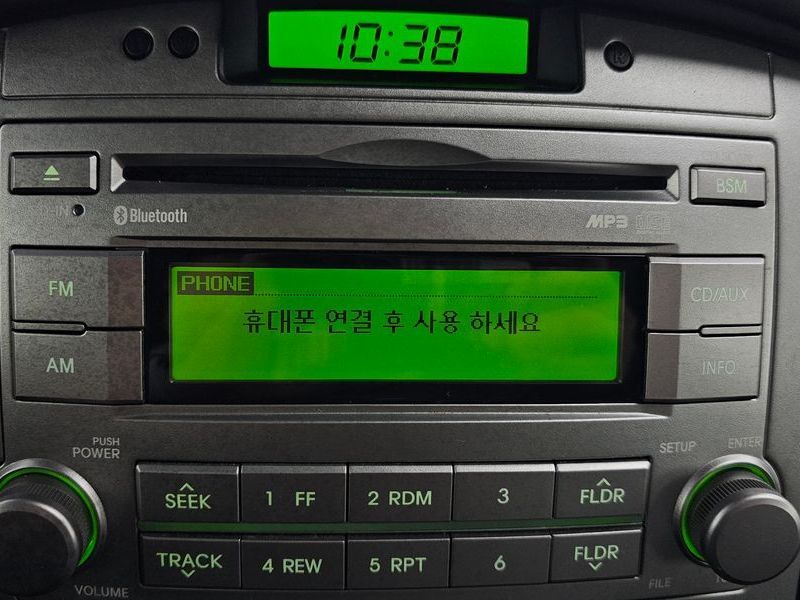 10:38
BSM
IN
Bluetooth
MP3
FM
PHONE
CD/AUX
휴대폰 연결 후 사용 하세요
AM
INFO
PUSH
POWER
SETUP
ENTER
SEEK
1 FF
2 RDM
3
FLDR
TRACK
4 REW
5 RPT
6
FLDR
VOLUME
FILE